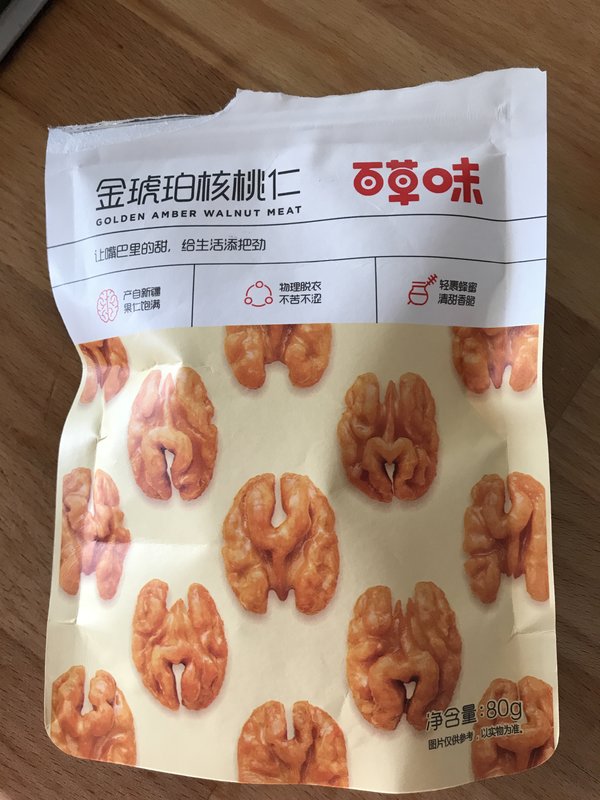 金琥珀核桃仁
百草味
GOLDEN AMBER WALNUT MEAT
让嘴巴里的甜，给生活添把劲
产自新疆
果仁饱满
物理脱衣
不苦不涩
轻裹蜂蜜
清甜香脆
净含量：80g
图片仅供参考，以实物为准。